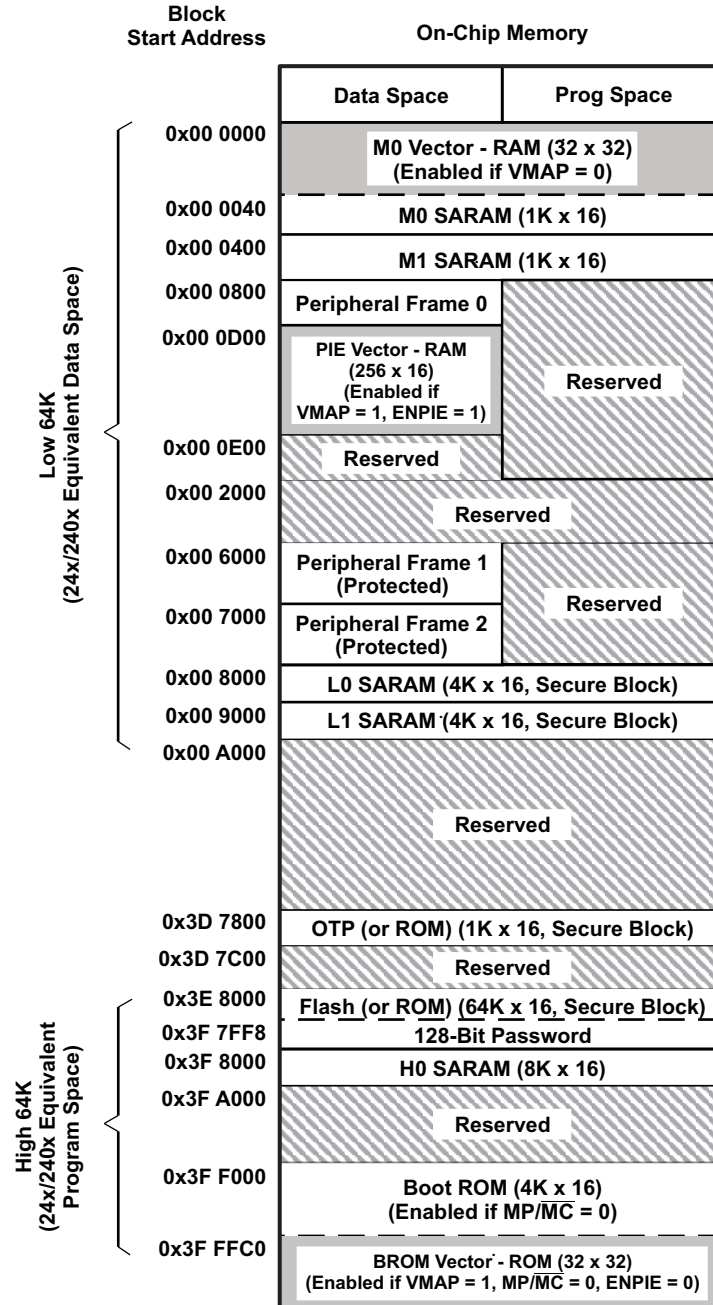 Block
Start Address
On-Chip Memory
Data Space
Prog Space
Low 64K
(24x/240x Equivalent Data Space)
0x00 0000
M0 Vector - RAM (32 x 32)
(Enabled if VMAP = 0)
0x00 0040
M0 SARAM (1K x 16)
0x00 0400
M1 SARAM (1K x 16)
0x00 0800
Peripheral Frame 0
Reserved
0x00 0D00
PIE Vector - RAM
(256 x 16)
(Enabled if
VMAP = 1, ENPIE = 1)
0x00 0E00
Reserved
0x00 2000
Reserved
0x00 6000
Peripheral Frame 1
(Protected)
Reserved
0x00 7000
Peripheral Frame 2
(Protected)
0x00 8000
L0 SARAM (4K x 16, Secure Block)
0x00 9000
L1 SARAM (4K x 16, Secure Block)
0x00 A000
Reserved
0x3D 7800
OTP (or ROM) (1K x 16, Secure Block)
0x3D 7C00
Reserved
High 64K
(24x/240x Equivalent
Program Space)
0x3E 8000
Flash (or ROM) (64K x 16, Secure Block)
0x3F 7FF8
128-Bit Password
0x3F 8000
H0 SARAM (8K x 16)
0x3F A000
Reserved
0x3F F000
Boot ROM (4K x 16)
(Enabled if MP/M̅C̅ = 0)
0x3F FFC0
BROM Vector - ROM (32 x 32)
(Enabled if VMAP = 1, MP/M̅C̅ = 0, ENPIE = 0)